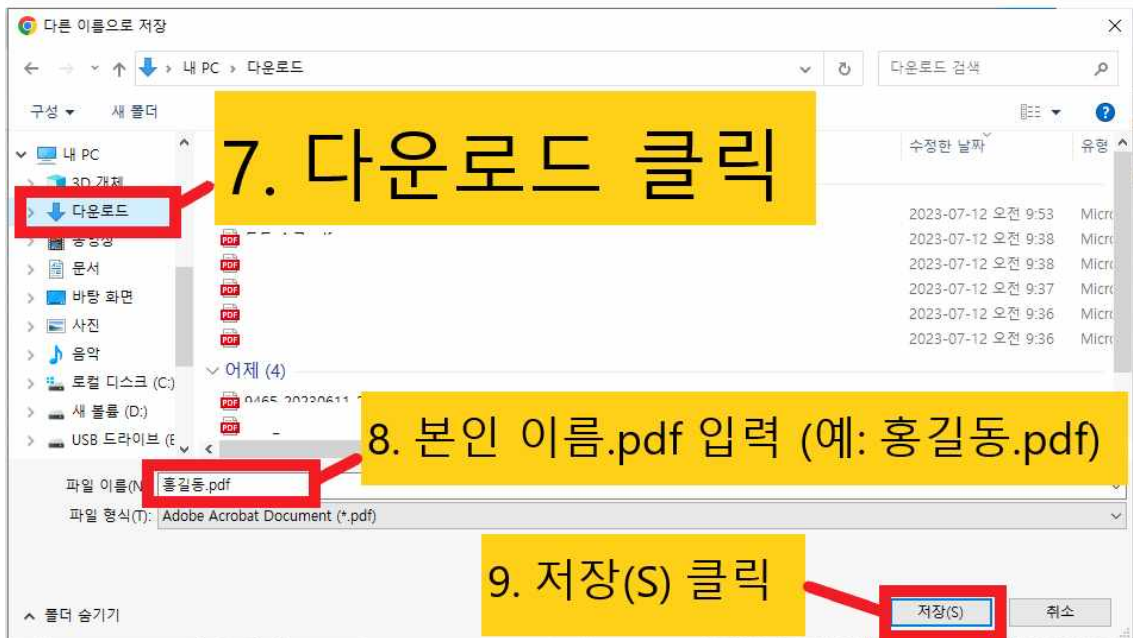 다른 이름으로 저장
내 PC > 다운로드
다운로드 검색
구성
새 폴더
7. 다운로드 클릭
수정한 날짜
유형
내 PC
3D 개체
다운로드
문서
바탕 화면
사진
음악
로컬 디스크 (C:)
새 볼륨 (D:)
USB 드라이브 (E
2023-07-12 오전 9:53 Micro
2023-07-12 오전 9:38 Micro
2023-07-12 오전 9:38 Micro
2023-07-12 오전 9:37 Micro
2023-07-12 오전 9:36 Micro
2023-07-12 오전 9:36 Micro
어제 (4)
8. 본인 이름.pdf 입력 (예: 홍길동.pdf)
파일 이름(N
홍길동.pdf
파일 형식(T): Adobe Acrobat Document (*.pdf)
9. 저장(S) 클릭
폴더 숨기기
저장(S)
취소